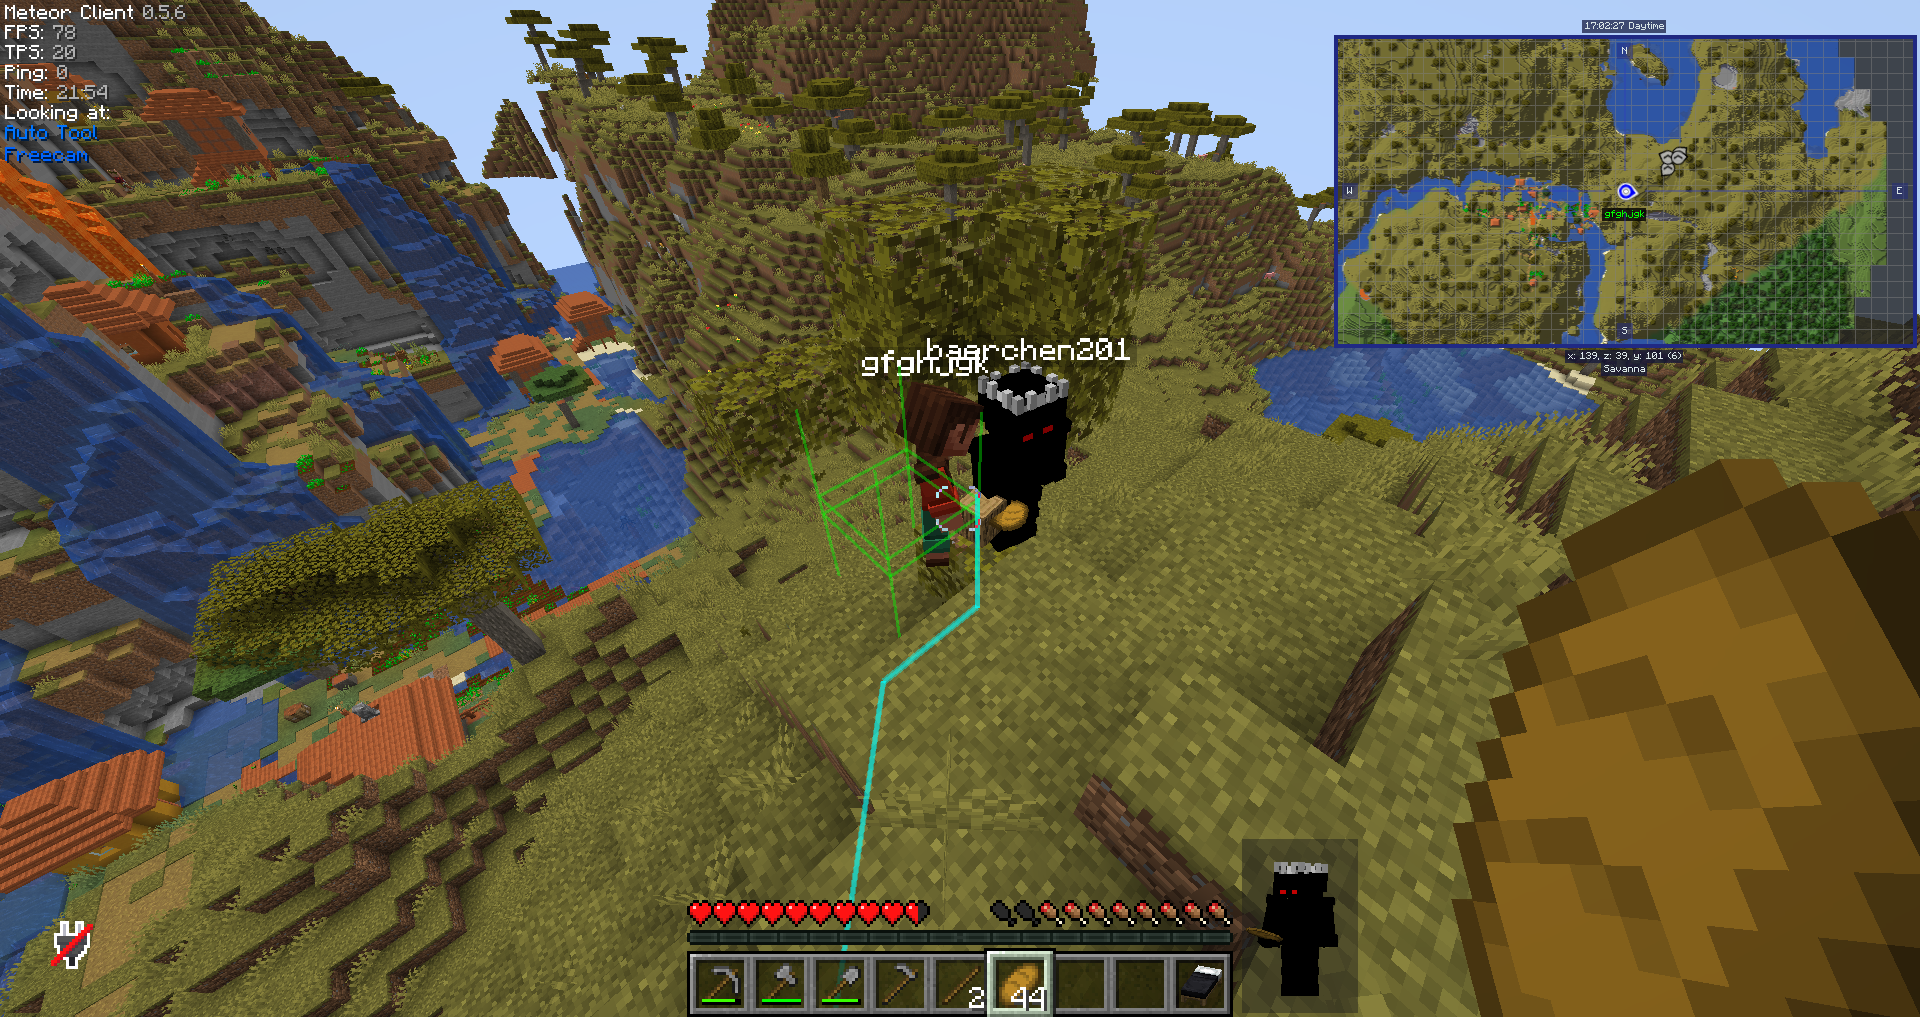 Meteor Client 0.5.6
FPS: 78
TPS: 20
Ping: 0
Time: 21:54
Looking at:
Auto Tool
Freecam
17:02:27 Daytime
N
W
E
gfghjgk
S
x: 139, z: 39, y: 101 (6)
Savanna
baarchen201
gfghjgk
2
44